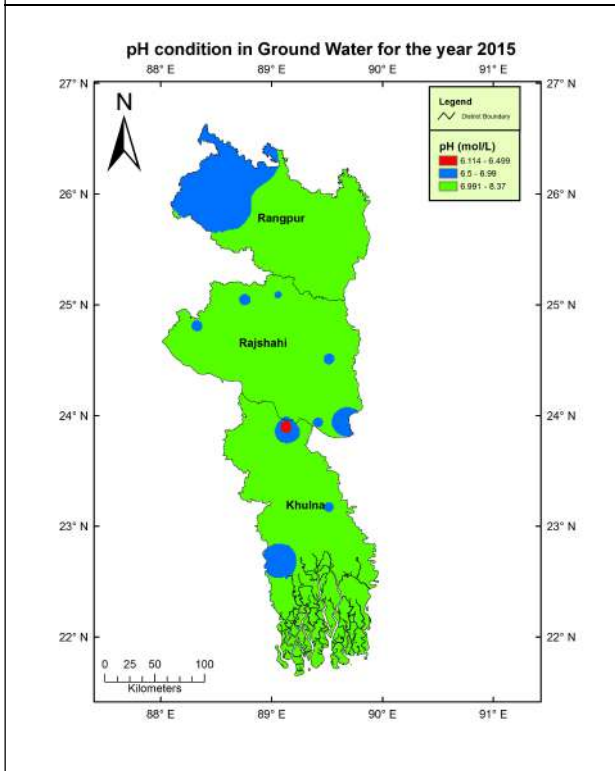 pH condition in Ground Water for the year 2015
88° E 89° E 90° E 91° E
27° N 27° N
N
Legend
District Boundary
pH (mol/L)
6.114 - 6.499
6.5 - 6.99
6.991 - 8.37
26° N 26° N
Rangpur
25° N 25° N
Rajshahi
24° N 24° N
Khulna
23° N 23° N
22° N 22° N
0 25 50 100
Kilometers
88° E 89° E 90° E 91° E